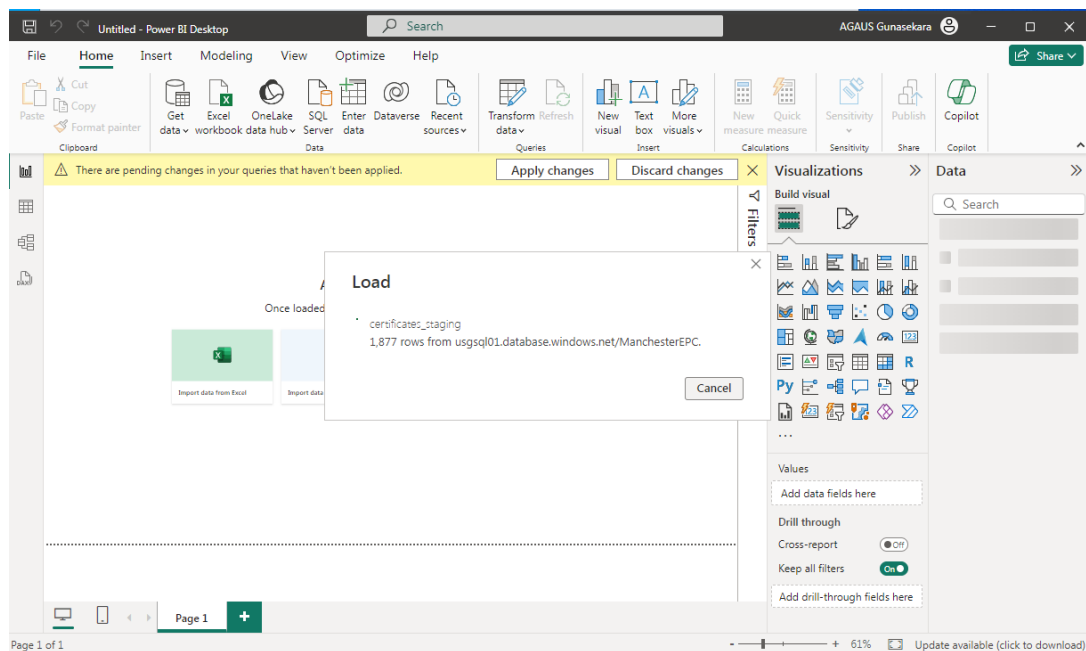 Untitled - Power BI Desktop
Search
AGAUS Gunasekara
File Home Insert Modeling View Optimize Help
Share
Paste
Cut
Copy
Format painter
Get data
Excel workbook
OneLake data hub
SQL Server
Enter data
Dataverse
Recent sources
Transform data
Refresh
New visual
Text box
More visuals
New measure
Quick measure
Sensitivity
Publish
Copilot
Clipboard Data Queries Insert Calculations Sensitivity Share Copilot
There are pending changes in your queries that haven't been applied.
Apply changes
Discard changes
Filters
Visualizations
Build visual
Data
Search
Once loaded
Import data from Excel
Import data
Load
certificates_staging
1,877 rows from usgsql01.database.windows.net/ManchesterEPC.
Cancel
123
R
Py
123
...
Values
Add data fields here
Drill through
Cross-report Off
Keep all filters On
Add drill-through fields here
Page 1
+
Page 1 of 1
- + 61%
Update available (click to download)